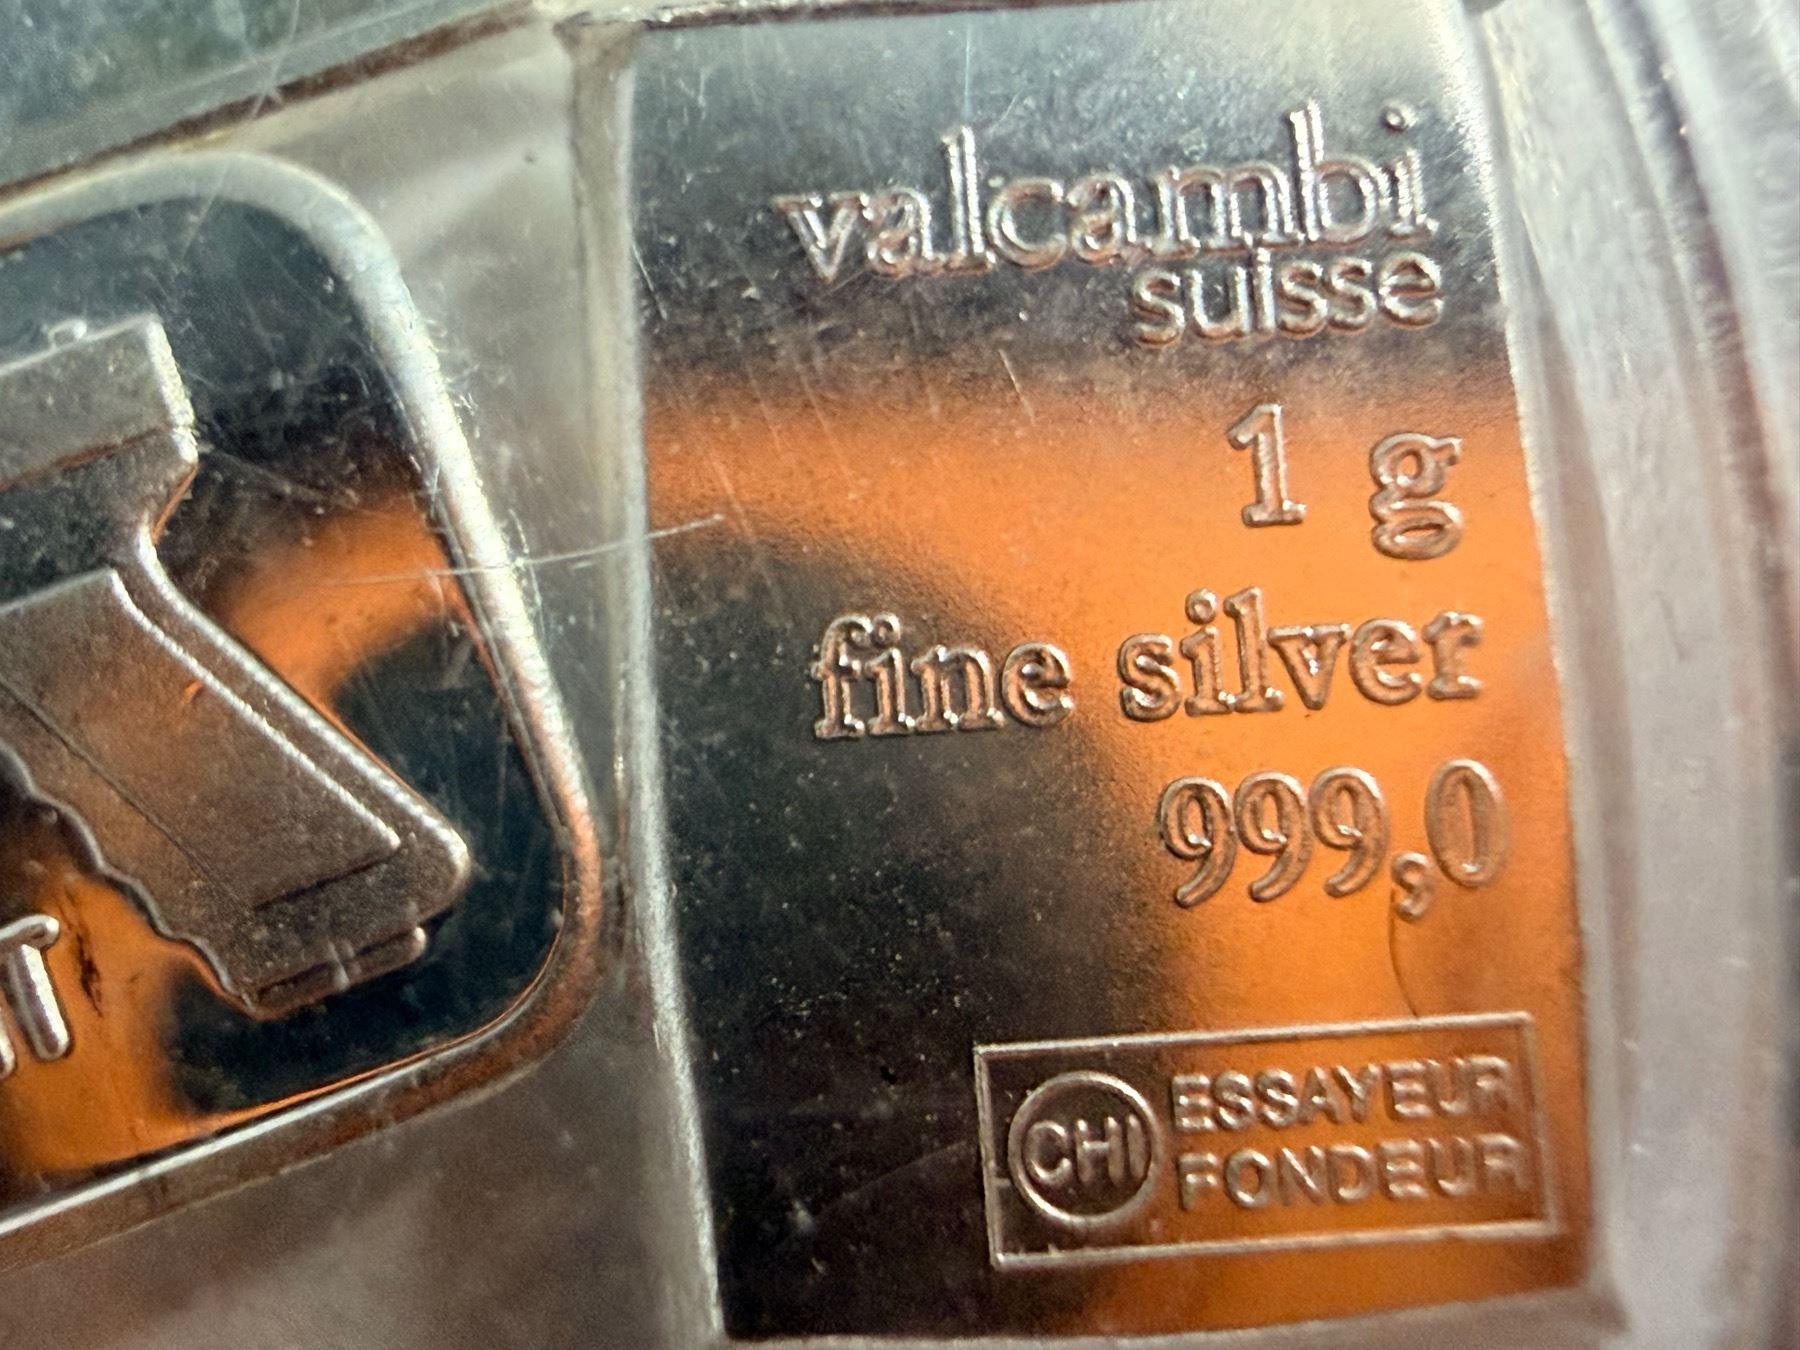 valcambi
suisse
1 g
fine silver
999,0
CHI ESSAYEUR
FONDEUR